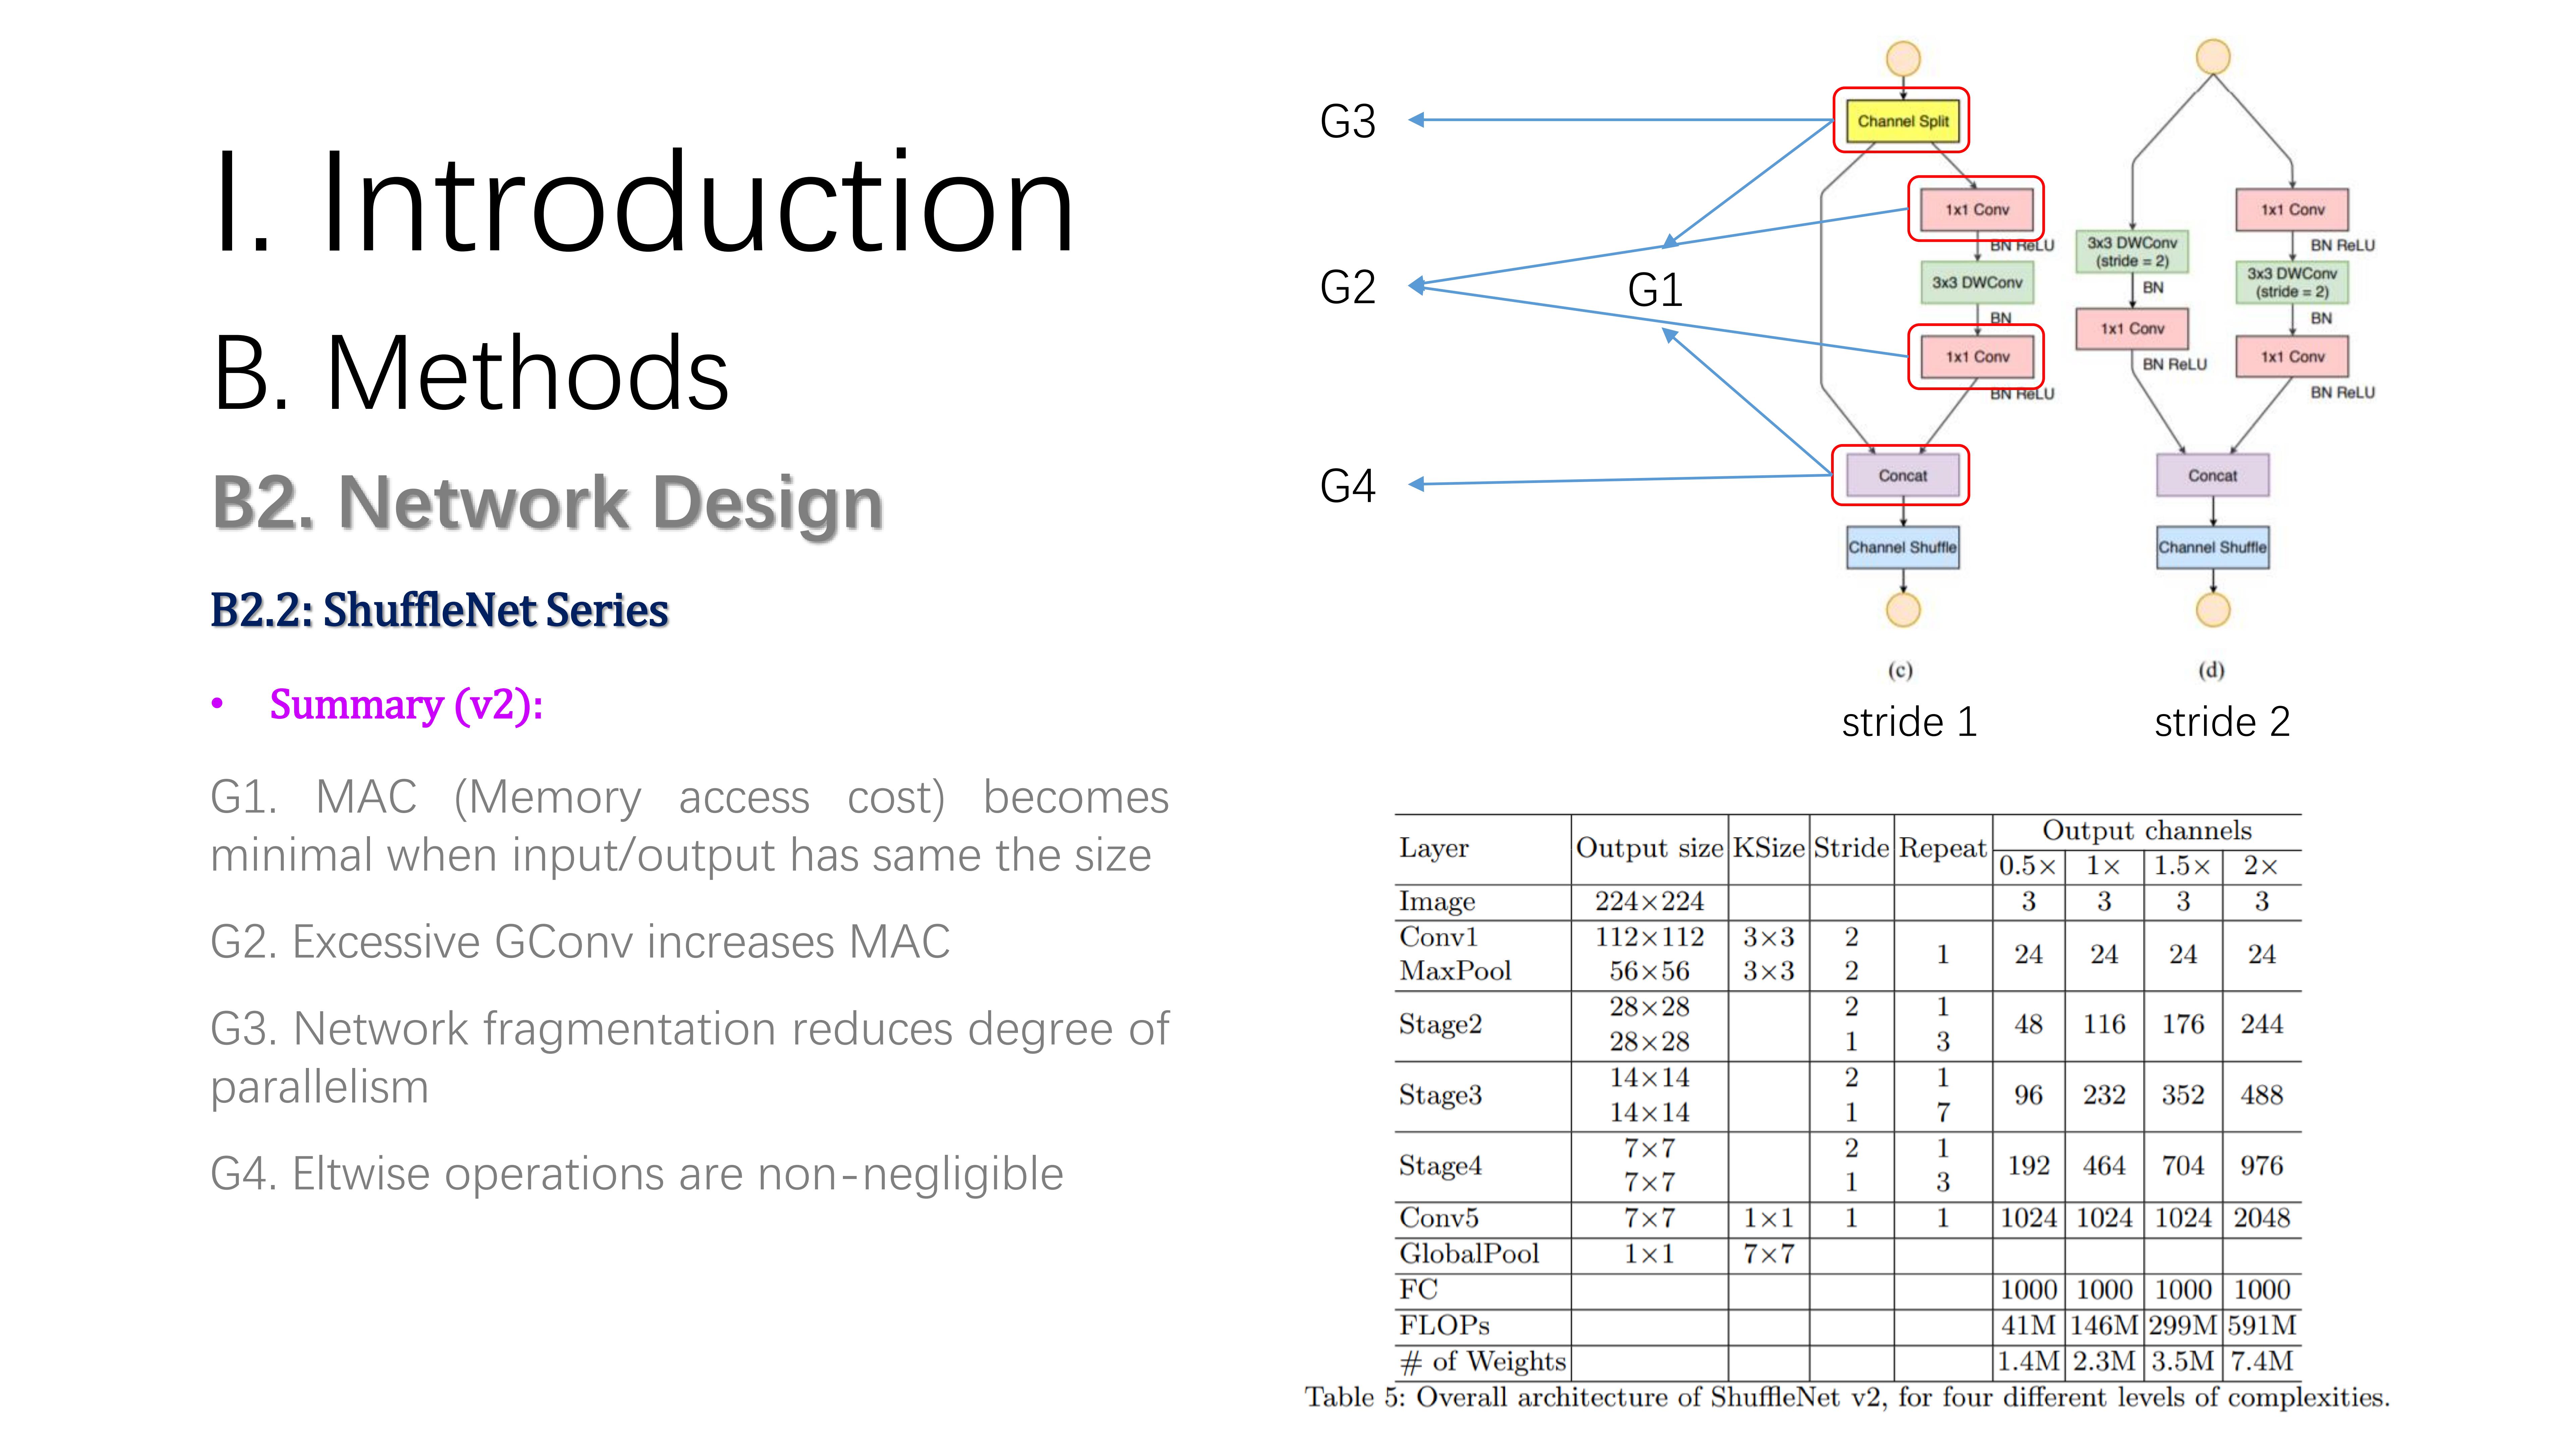 I. Introduction
B. Methods
B2. Network Design
B2.2: ShuffleNet Series
• Summary (v2):
G1. MAC (Memory access cost) becomes
minimal when input/output has same the size
G2. Excessive GConv increases MAC
G3. Network fragmentation reduces degree of
parallelism
G4. Eltwise operations are non-negligible
G3
G2
G1
G4
Channel Split
1x1 Conv
BN ReLU
3x3 DWConv
BN
1x1 Conv
BN ReLU
Concat
Channel Shuffle
(c)
stride 1
3x3 DWConv
(stride = 2)
BN
1x1 Conv
BN ReLU
1x1 Conv
BN ReLU
3x3 DWConv
(stride = 2)
BN
1x1 Conv
BN ReLU
Concat
Channel Shuffle
(d)
stride 2
Layer Output size KSize Stride Repeat Output channels
0.5× 1× 1.5× 2×
Image 224×224 3 3 3 3
Conv1 112×112 3×3 2
MaxPool 56×56 3×3 2
1 24 24 24 24
Stage2
28×28 2 1
28×28 1 3
48 116 176 244
Stage3
14×14 2 1
14×14 1 7
96 232 352 488
Stage4
7×7 2 1
7×7 1 3
192 464 704 976
Conv5 7×7 1×1 1 1 1024 1024 1024 2048
GlobalPool 1×1 7×7
FC 1000 1000 1000 1000
FLOPs 41M 146M 299M 591M
# of Weights 1.4M 2.3M 3.5M 7.4M
Table 5: Overall architecture of ShuffleNet v2, for four different levels of complexities.